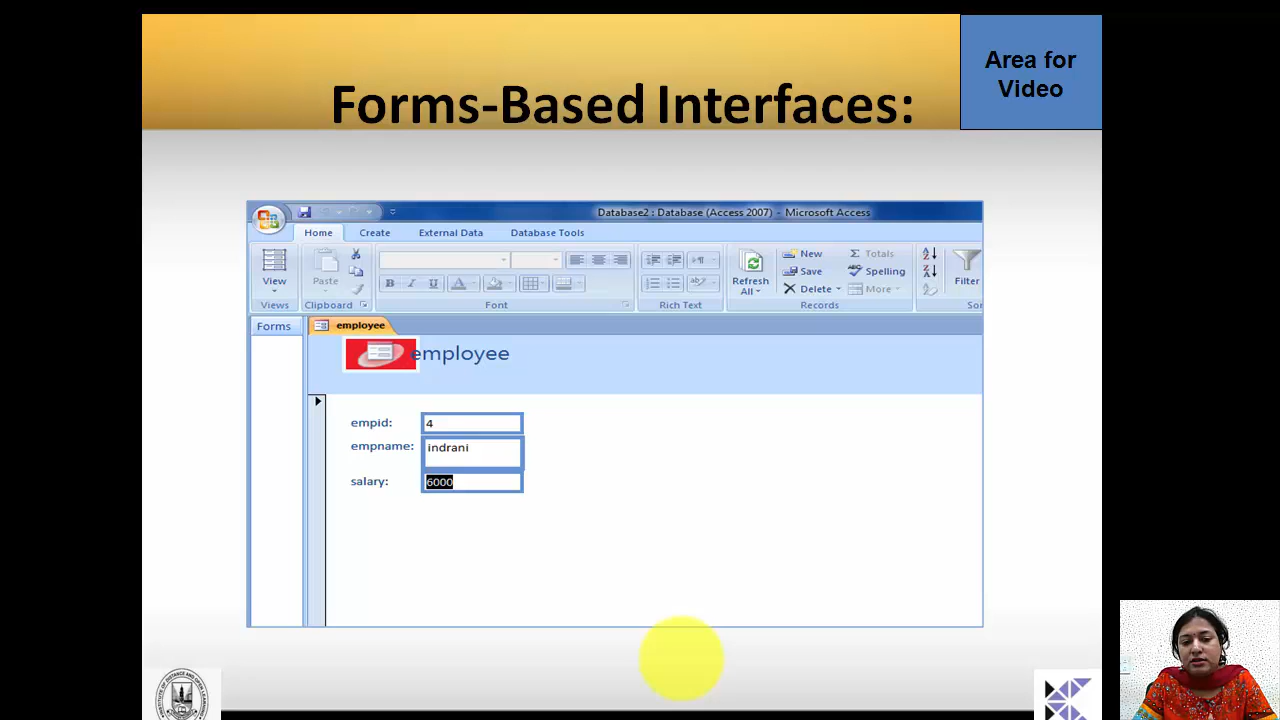 Area for
Video
Forms-Based Interfaces:
Database2 : Database (Access 2007) - Microsoft Access
Home Create External Data Database Tools
View
Paste
B I U
Refresh
All
New
Save
Delete
Σ Totals
Spelling
More
Filter
Views Clipboard Font Rich Text Records Sor
Forms employee
employee
empid: 4
empname: indrani
salary: 6000